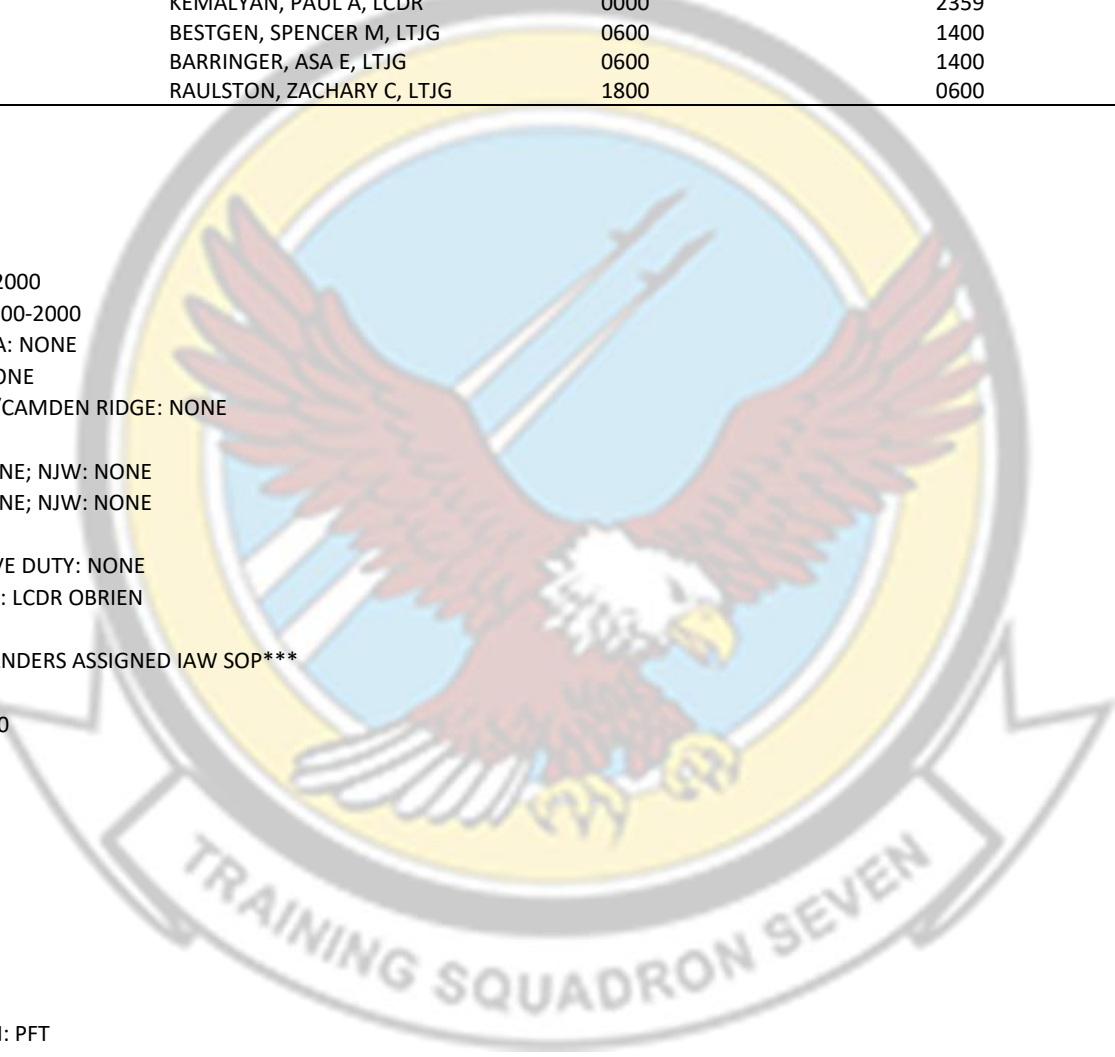 KEMALYAN, PAUL A, LCDR 0000 2359
BESTGEN, SPENCER M, LTJG 0600 1400
BARRINGER, ASA E, LTJG 0600 1400
RAULSTON, ZACHARY C, LTJG 1800 0600
2000
00-2000
A: NONE
ONE
/CAMDEN RIDGE: NONE
NE; NJW: NONE
NE; NJW: NONE
VE DUTY: NONE
: LCDR OBRIEN
NDERS ASSIGNED IAW SOP***
0
TRAINING SQUADRON SEVEN
: PFT